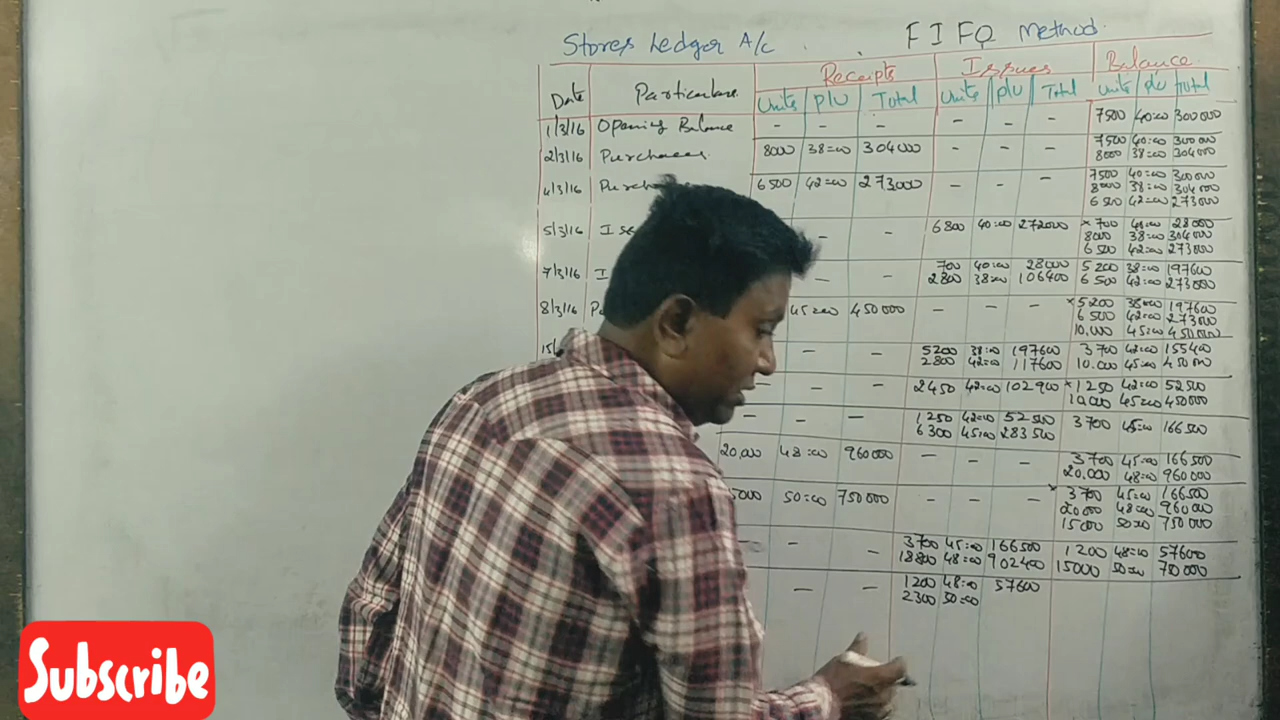 Stores Ledger A/c . . FIFO Method.
Receipts Issues Balance
Date Particulars Units P/U Total Units P/U Total Units P/U Total
1/3/16 Opening Balance - - - - - - 7500 40=00 300000
2/3/16 Purchases 8000 38=00 304000 - - - 7500 40=00 300000
8000 38=00 304000
4/3/16 6500 42=00 273000 - - - 7500 40=00 300000
8000 38=00 304000
6500 42=00 273000
5/3/16 - - 6800 40=00 272000 × 700 40=00 28000
8000 38=00 304000
6500 42=00 273000
7/3/16 - - 700 40=00 28000 5200 38=00 197600
2800 38=00 106400 6500 42=00 273000
8/3/16 45=00 450000 - - - ×5200 38=00 197600
6500 42=00 273000
10.000 45=00 450000
- - 5200 38=00 197600 3700 42=00 155400
2800 42=00 117600 10.000 45=00 450000
- - - 2450 42=00 102900 ×1250 42=00 52500
10,000 45=00 450000
- - - 1250 42=00 52500 3700 45=00 166500
6300 45=00 283500
20,000 48=00 960000 - - - 3700 45=00 166500
20,000 48=00 960000
5000 50=00 750000 - - - × 3700 45=00 166500
20000 48=00 960000
15000 50=00 750000
- - 3700 45=00 166500 1200 48=00 57600
18800 48=00 902400 15000 50=00 750000
- - 1200 48=00 57600
2300 50=00
Subscribe